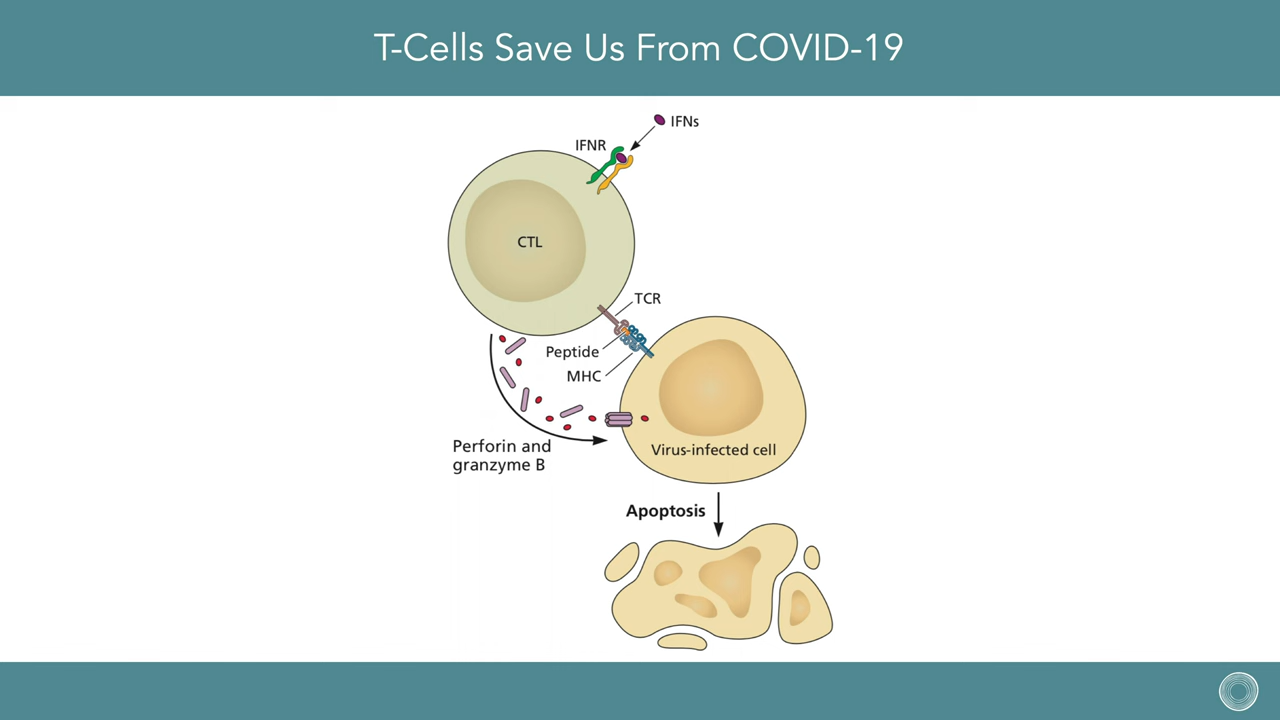 T-Cells Save Us From COVID-19
IFNs
IFNR
CTL
TCR
Peptide
MHC
Perforin and
granzyme B
Virus-infected cell
Apoptosis